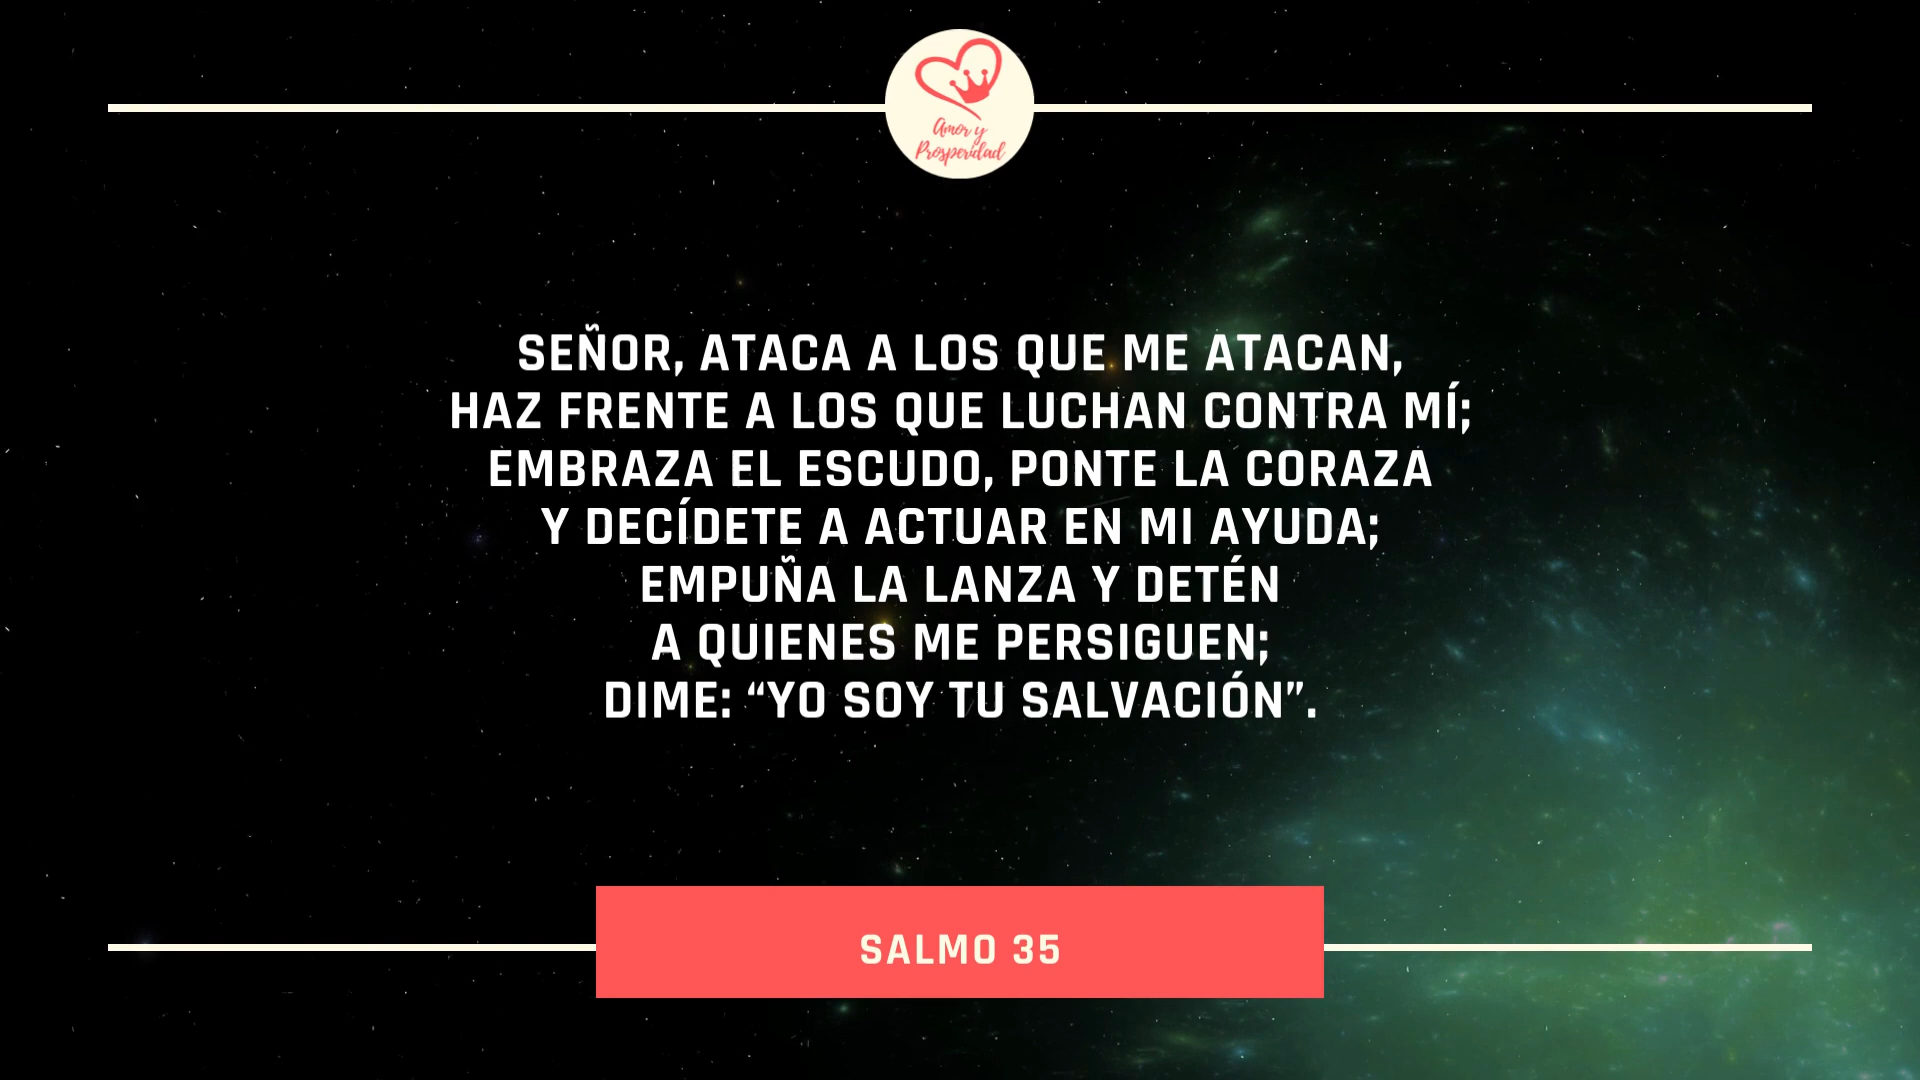 Amor y
Prosperidad
SEÑOR, ATACA A LOS QUE ME ATACAN,
HAZ FRENTE A LOS QUE LUCHAN CONTRA MÍ;
EMBRAZA EL ESCUDO, PONTE LA CORAZA
Y DECÍDETE A ACTUAR EN MI AYUDA;
EMPUÑA LA LANZA Y DETÉN
A QUIENES ME PERSIGUEN;
DIME: “YO SOY TU SALVACIÓN”.
SALMO 35